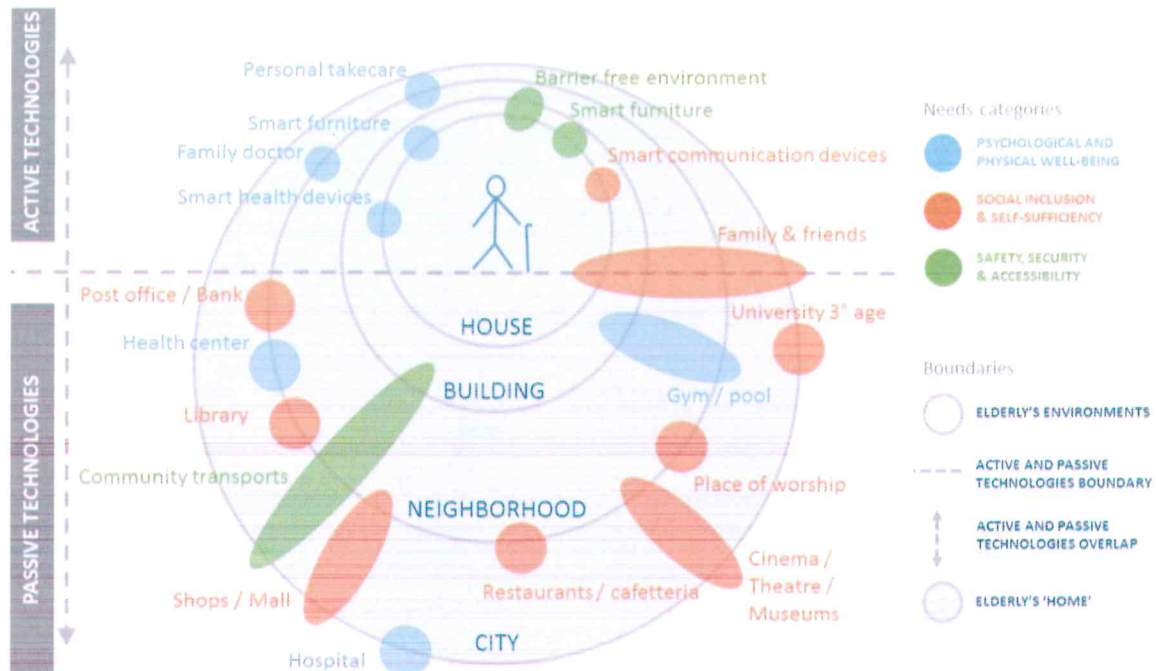 ACTIVE TECHNOLOGIES
PASSIVE TECHNOLOGIES
Personal takecare
Barrier free environment
Smart furniture
Smart furniture
Family doctor
Smart communication devices
Smart health devices
Family & friends
Post office / Bank
University 3° age
HOUSE
Health center
BUILDING
Gym / pool
Library
Community transports
Place of worship
NEIGHBORHOOD
Shops / Mall
Restaurants / cafetteria
Cinema /
Theatre /
Museums
CITY
Hospital
Needs categories
PSYCHOLOGICAL AND
PHYSICAL WELL-BEING
SOCIAL INCLUSION
& SELF-SUFFICIENCY
SAFETY, SECURITY
& ACCESSIBILITY
Boundaries
ELDERLY'S ENVIRONMENTS
ACTIVE AND PASSIVE
TECHNOLOGIES BOUNDARY
ACTIVE AND PASSIVE
TECHNOLOGIES OVERLAP
ELDERLY'S 'HOME'